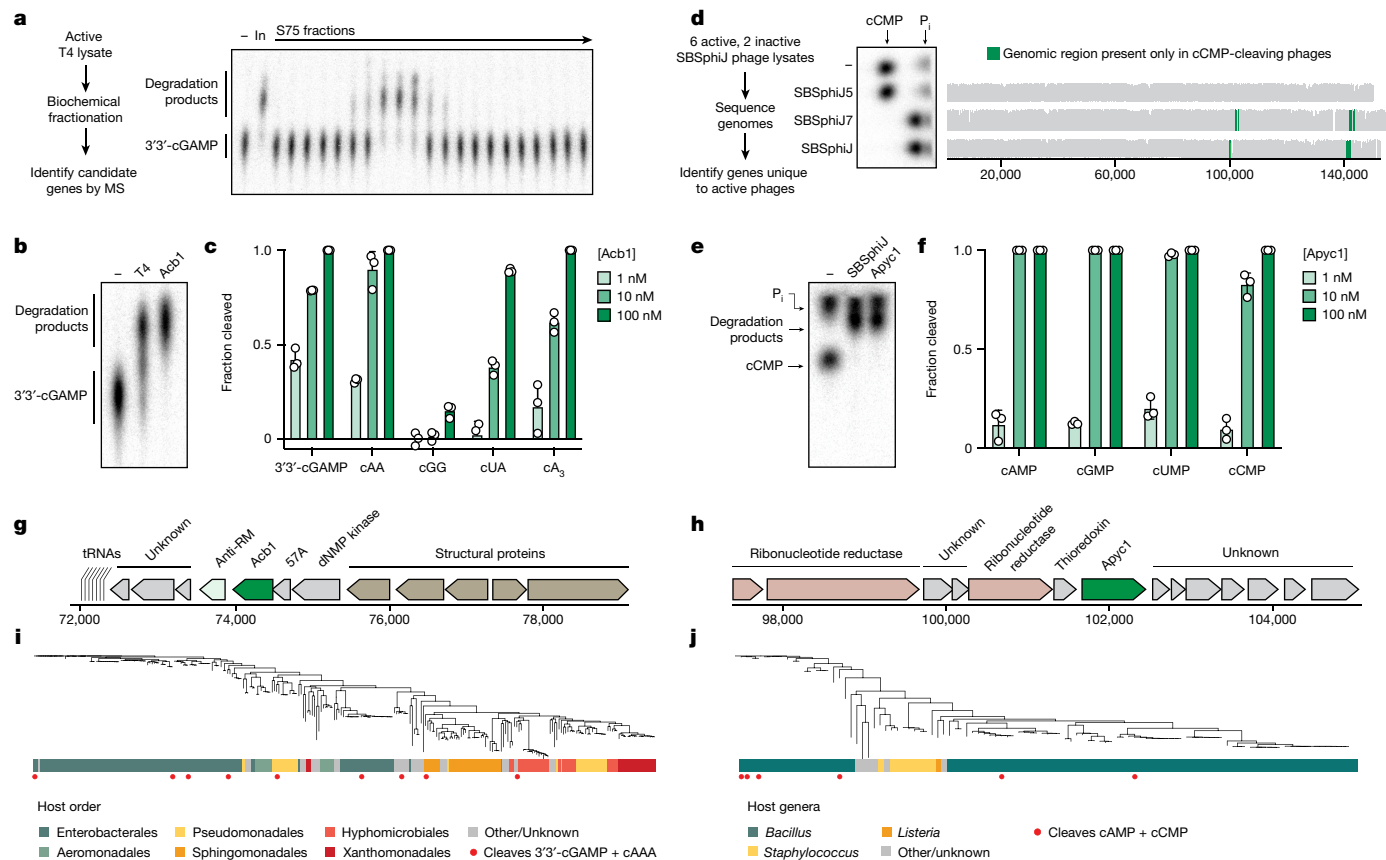 a
Active
T4 lysate
Biochemical
fractionation
Identify candidate
genes by MS
– In S75 fractions
Degradation
products
3′3′-cGAMP
d
6 active, 2 inactive
SBSphiJ phage lysates
Sequence
genomes
Identify genes unique
to active phages
cCMP Pi
–
SBSphiJ5
SBSphiJ7
SBSphiJ
Genomic region present only in cCMP-cleaving phages
20,000 60,000 100,000 140,000
b
– T4 Acb1
Degradation
products
3′3′-cGAMP
c
Fraction cleaved
1.0
0.5
0
3′3′-cGAMP cAA cGG cUA cA3
[Acb1]
1 nM
10 nM
100 nM
e
– SBSphiJ Apyc1
Pi
Degradation
products
cCMP
f
Fraction cleaved
1.0
0.5
0
cAMP cGMP cUMP cCMP
[Apyc1]
1 nM
10 nM
100 nM
g
tRNAs Unknown Anti-RM Acb1 57A dNMP kinase Structural proteins
72,000 74,000 76,000 78,000
h
Ribonucleotide reductase Unknown Ribonucleotide
reductase Thioredoxin Apyc1 Unknown
98,000 100,000 102,000 104,000
i
Host order
Enterobacterales Pseudomonadales Hyphomicrobiales Other/Unknown
Aeromonadales Sphingomonadales Xanthomonadales Cleaves 3′3′-cGAMP + cAAA
j
Host genera
Bacillus Listeria Cleaves cAMP + cCMP
Staphylococcus Other/unknown